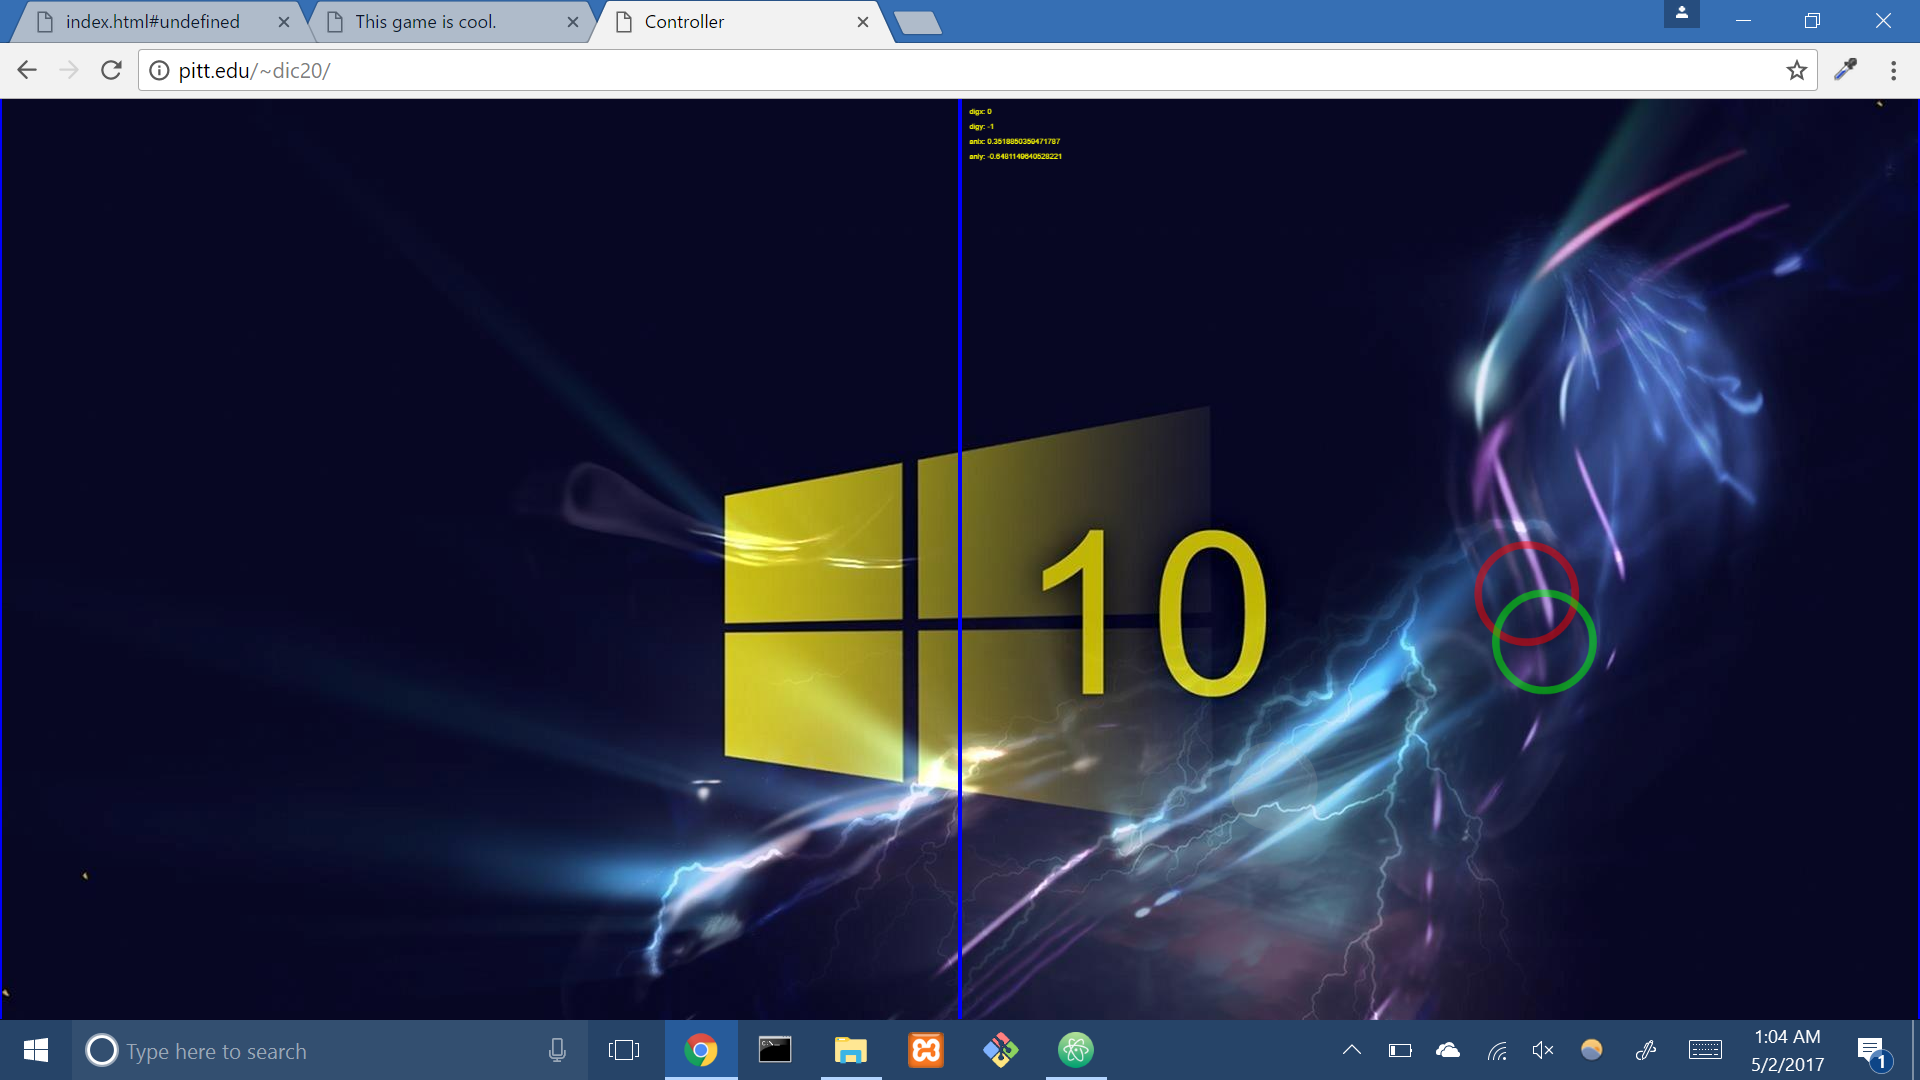 index.html#undefined
This game is cool.
Controller
pitt.edu/~dic20/
digx: 0
digy: -1
anlx: 0.3518850359471787
anly: -0.6481149640528221
10
Type here to search
1:04 AM
5/2/2017
1